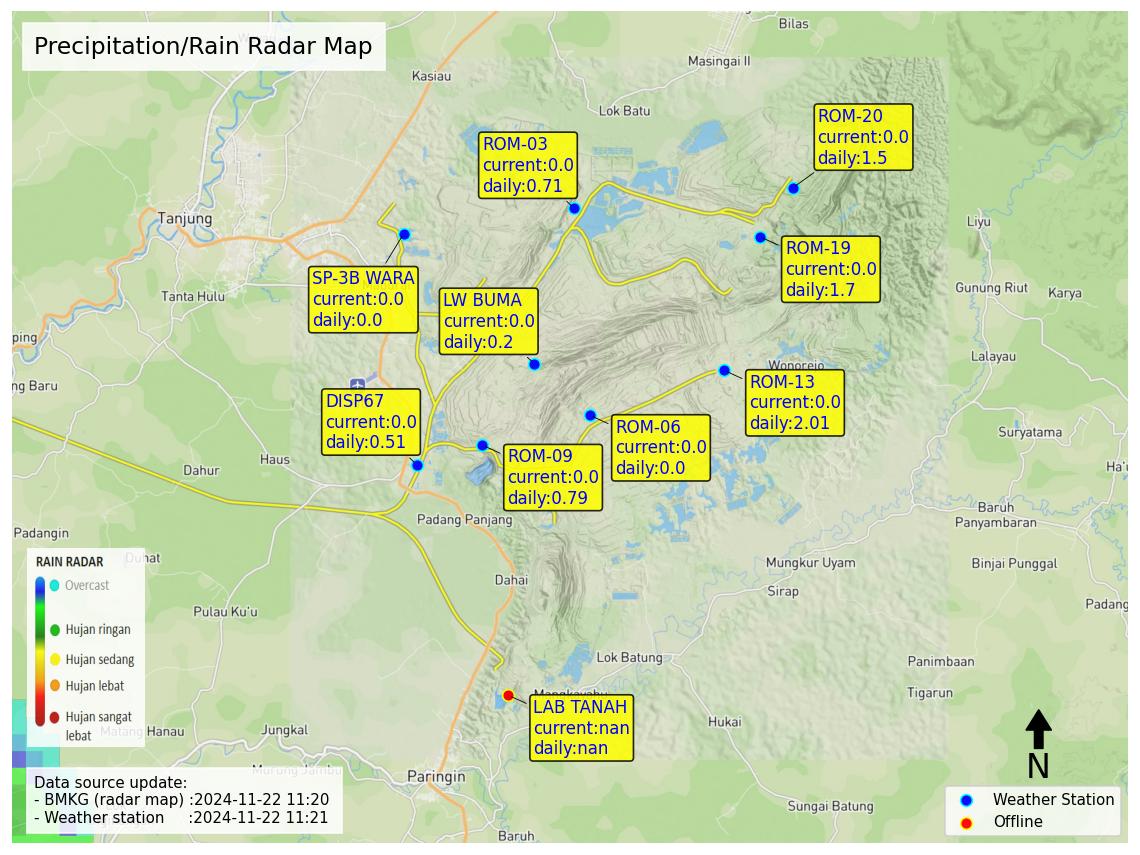 Precipitation/Rain Radar Map
Bilas
Masingai II
Kasiau
Lok Batu
ROM-20
current:0.0
daily:1.5
ROM-03
current:0.0
daily:0.71
Tanjung
Liyu
ROM-19
current:0.0
daily:1.7
SP-3B WARA
current:0.0
daily:0.0
Tanta Hulu
LW BUMA
current:0.0
daily:0.2
Gunung Riut
Karya
ping
Lalayau
Wonorejo
ng Baru
ROM-13
current:0.0
daily:2.01
DISP67
current:0.0
daily:0.51
ROM-06
current:0.0
daily:0.0
Suryatama
ROM-09
current:0.0
daily:0.79
Haus
Dahur
Ha'u
Baruh
Panyambaran
Padang Panjang
Padangin
Duhat
Mungkur Uyam
Binjai Punggal
RAIN RADAR
Overcast
Hujan ringan
Hujan sedang
Hujan lebat
Hujan sangat
lebat
Dahai
Sirap
Padang
Pulau Ku'u
Lok Batung
Panimbaan
Tigarun
LAB TANAH
current:nan
daily:nan
Hukai
Matang Hanau
Jungkal
Murung Jambu
Paringin
N
Data source update:
- BMKG (radar map) :2024-11-22 11:20
- Weather station :2024-11-22 11:21
Sungai Batung
Baruh
Weather Station
Offline